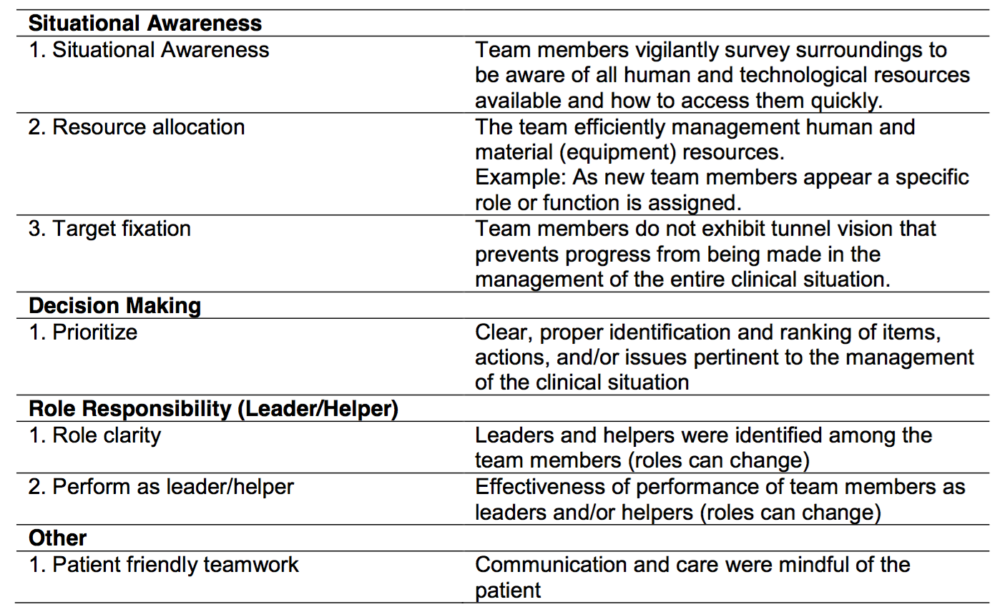 Situational Awareness
1. Situational Awareness
Team members vigilantly survey surroundings to
be aware of all human and technological resources
available and how to access them quickly.
2. Resource allocation
The team efficiently management human and
material (equipment) resources.
Example: As new team members appear a specific
role or function is assigned.
3. Target fixation
Team members do not exhibit tunnel vision that
prevents progress from being made in the
management of the entire clinical situation.
Decision Making
1. Prioritize
Clear, proper identification and ranking of items,
actions, and/or issues pertinent to the management
of the clinical situation
Role Responsibility (Leader/Helper)
1. Role clarity
Leaders and helpers were identified among the
team members (roles can change)
2. Perform as leader/helper
Effectiveness of performance of team members as
leaders and/or helpers (roles can change)
Other
1. Patient friendly teamwork
Communication and care were mindful of the
patient